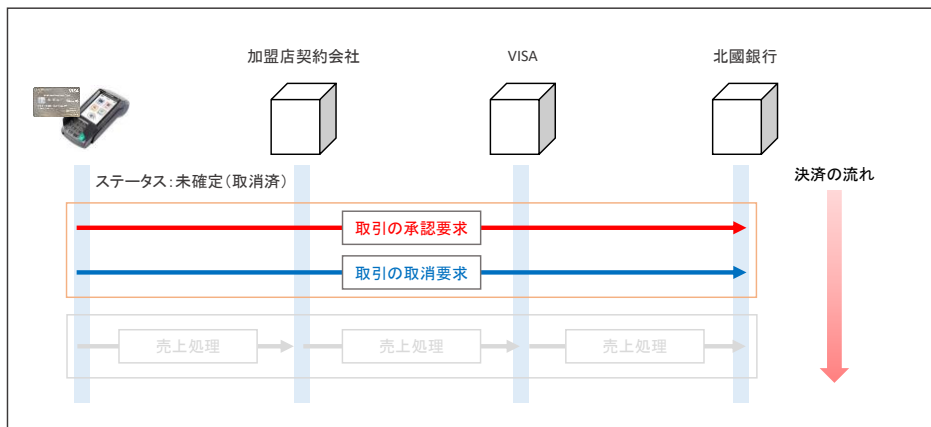 加盟店契約会社
VISA
北國銀行
VISA
ステータス：未確定（取消済）
決済の流れ
取引の承認要求
取引の取消要求
売上処理
売上処理
売上処理